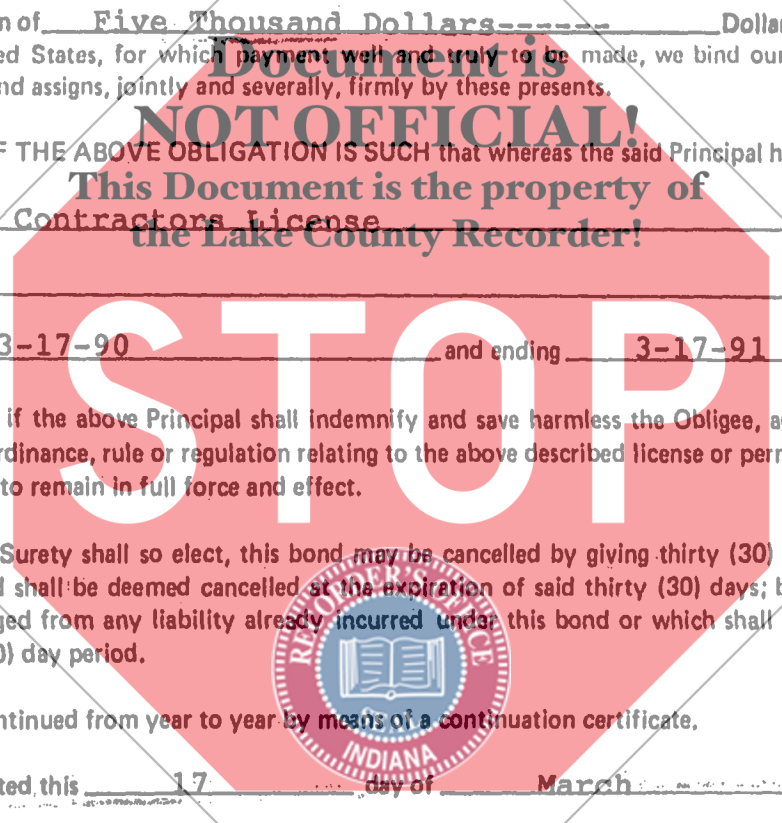 n of Five Thousand Dollars------ Dolla
ed States, for which payment well and truly to be made, we bind our
nd assigns, jointly and severally, firmly by these presents.
Document is
NOT OFFICIAL!
F THE ABOVE OBLIGATION IS SUCH that whereas the said Principal h
This Document is the property of
the Lake County Recorder!
Contractors License
STOP
3-17-90 and ending 3-17-91
if the above Principal shall indemnify and save harmless the Obligee, a
rdinance, rule or regulation relating to the above described license or perm
to remain in full force and effect.
Surety shall so elect, this bond may be cancelled by giving thirty (30)
l shall be deemed cancelled at the expiration of said thirty (30) days; b
ged from any liability already incurred under this bond or which shall
0) day period.
RECORDER'S OFFICE
INDIANA
ntinued from year to year by means of a continuation certificate.
ted this 17 day of March